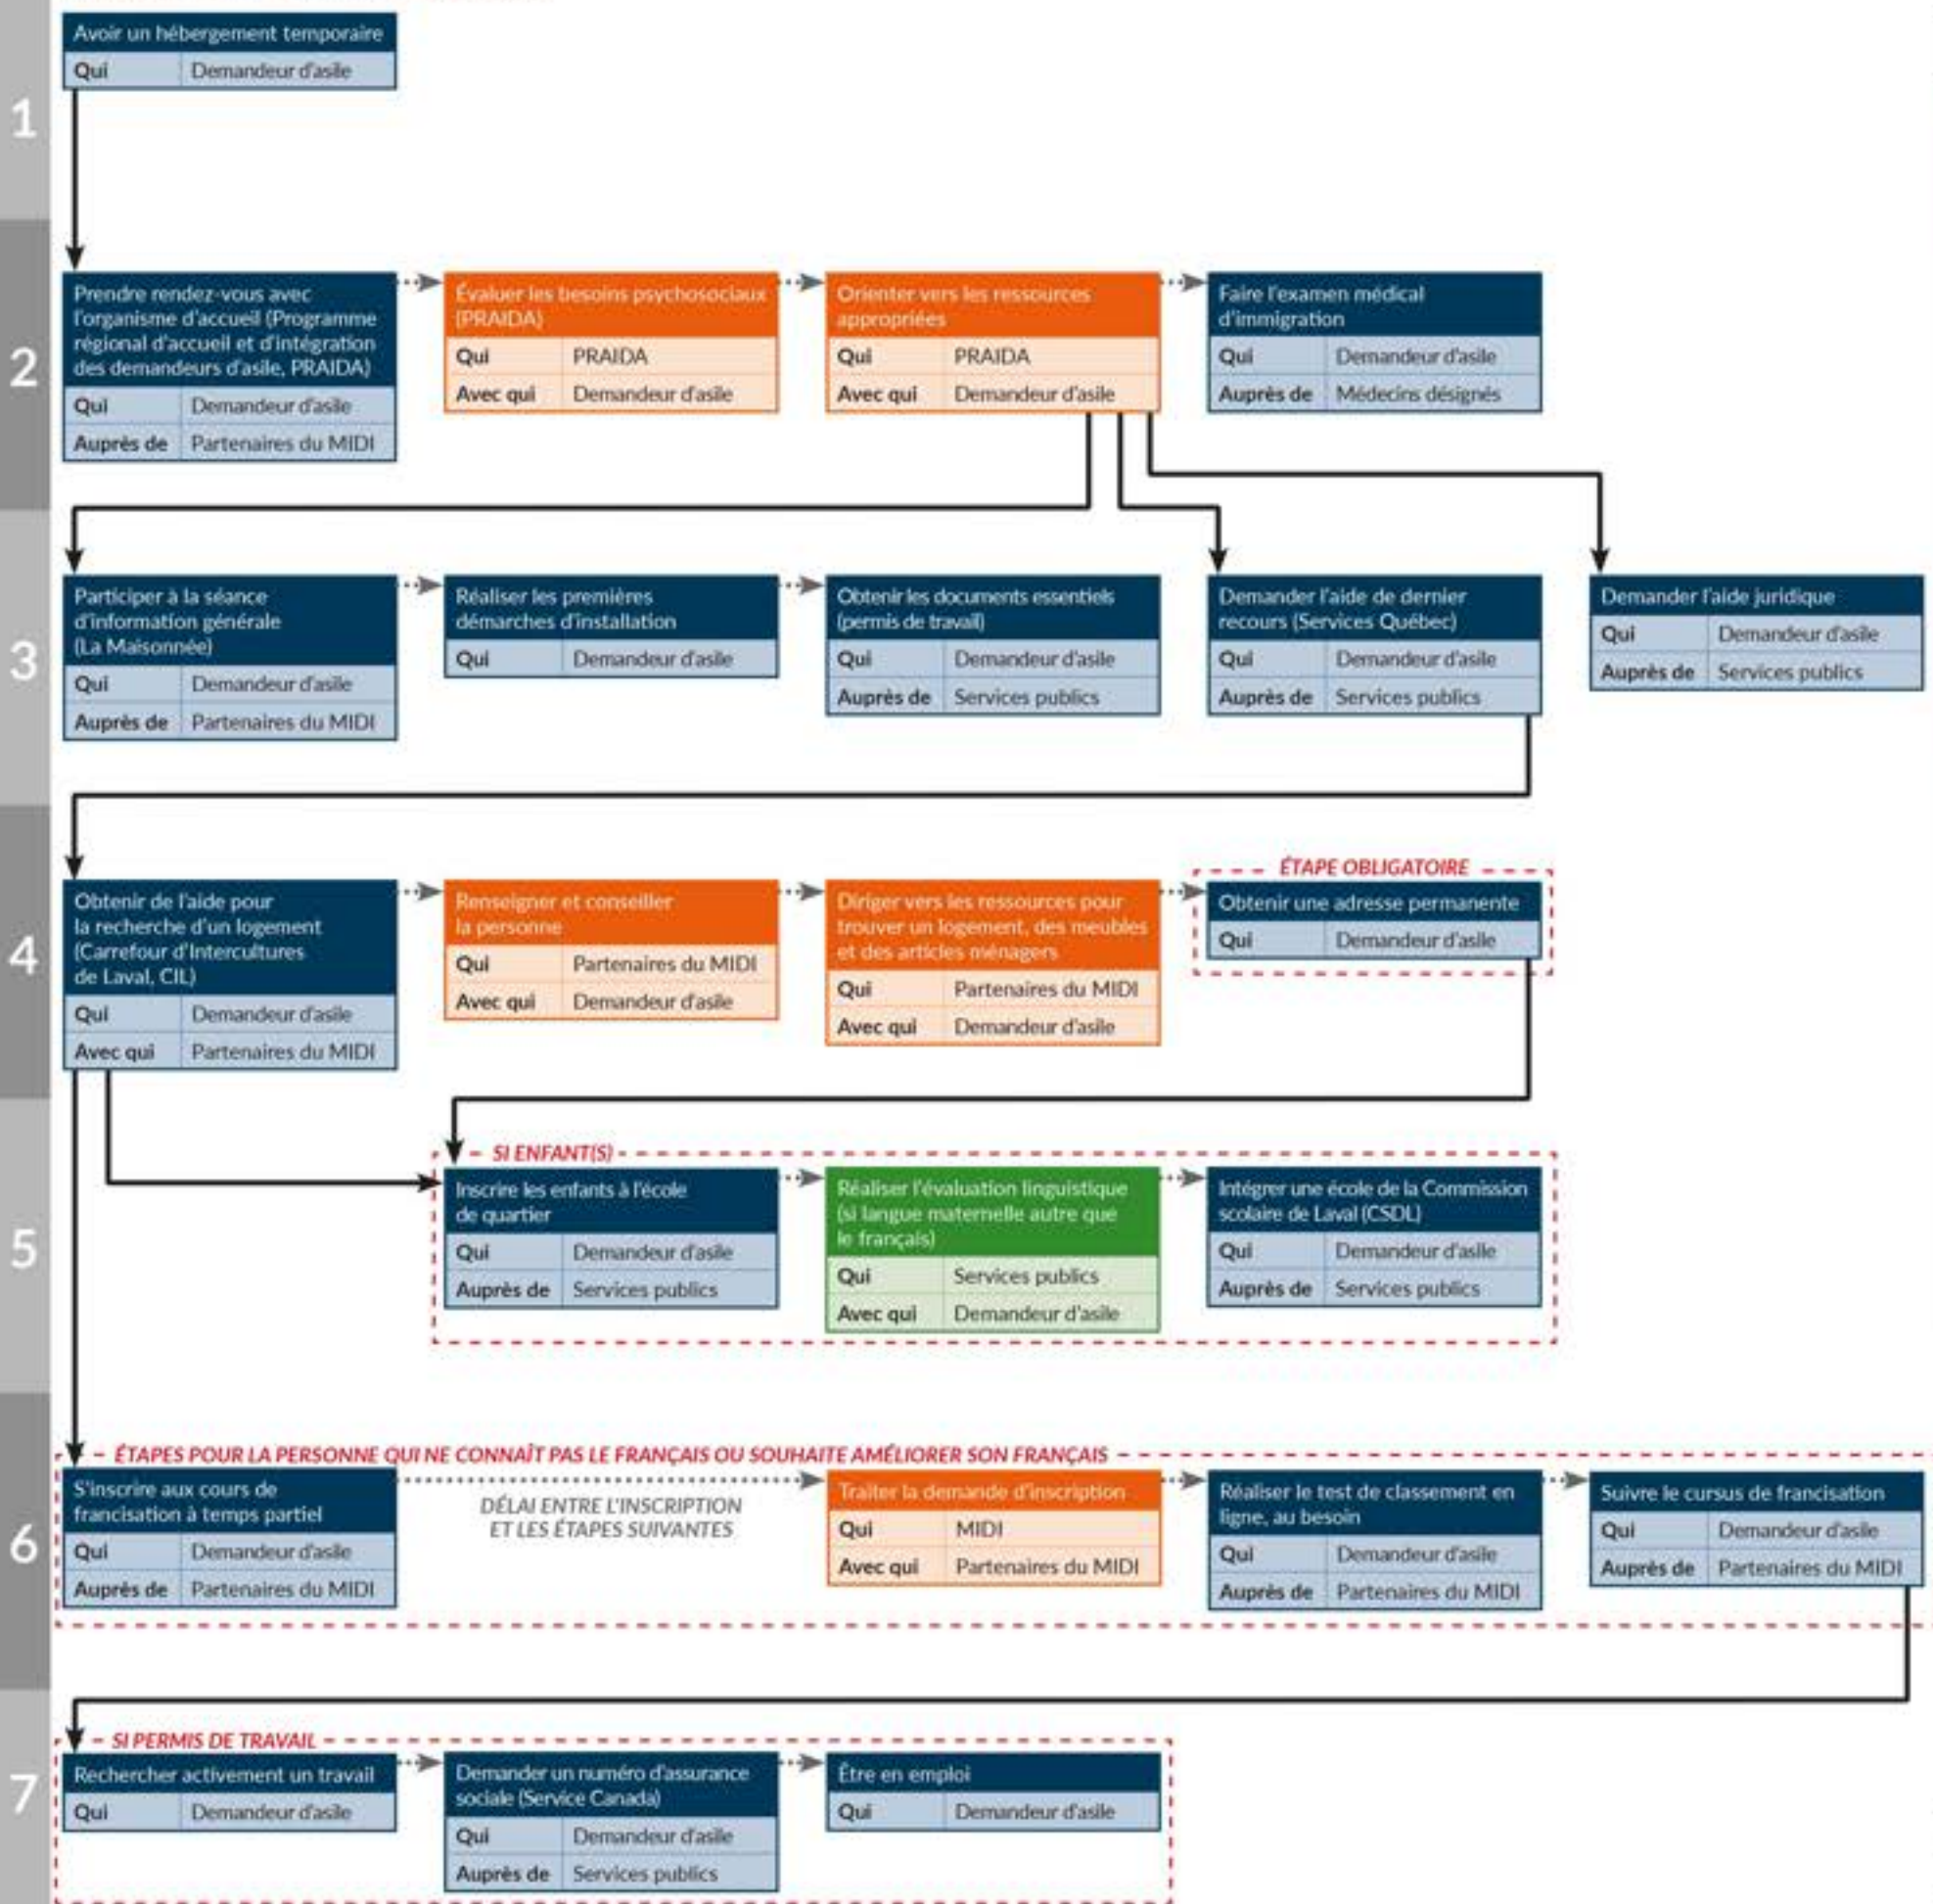 1
Avoir un hébergement temporaire
Qui Demandeur d'asile
2
Prendre rendez-vous avec
l'organisme d'accueil (Programme
régional d'accueil et d'intégration
des demandeurs d'asile, PRAIDA)
Qui Demandeur d'asile
Auprès de Partenaires du MIDI
Évaluer les besoins psychosociaux
(PRAIDA)
Qui PRAIDA
Avec qui Demandeur d'asile
Orienter vers les ressources
appropriées
Qui PRAIDA
Avec qui Demandeur d'asile
Faire l'examen médical
d'immigration
Qui Demandeur d'asile
Auprès de Médecins désignés
3
Participer à la séance
d'information générale
(La Maisonnée)
Qui Demandeur d'asile
Auprès de Partenaires du MIDI
Réaliser les premières
démarches d'installation
Qui Demandeur d'asile
Obtenir les documents essentiels
(permis de travail)
Qui Demandeur d'asile
Auprès de Services publics
Demander l'aide de dernier
recours (Services Québec)
Qui Demandeur d'asile
Auprès de Services publics
Demander l'aide juridique
Qui Demandeur d'asile
Auprès de Services publics
4
Obtenir de l'aide pour
la recherche d'un logement
(Carrefour d'Intercultures
de Laval, CIL)
Qui Demandeur d'asile
Avec qui Partenaires du MIDI
Renseigner et conseiller
la personne
Qui Partenaires du MIDI
Avec qui Demandeur d'asile
Diriger vers les ressources pour
trouver un logement, des meubles
et des articles ménagers
Qui Partenaires du MIDI
Avec qui Demandeur d'asile
ÉTAPE OBLIGATOIRE
Obtenir une adresse permanente
Qui Demandeur d'asile
5
SI ENFANT(S)
Inscrire les enfants à l'école
de quartier
Qui Demandeur d'asile
Auprès de Services publics
Réaliser l'évaluation linguistique
(si langue maternelle autre que
le français)
Qui Services publics
Avec qui Demandeur d'asile
Intégrer une école de la Commission
scolaire de Laval (CSDL)
Qui Demandeur d'asile
Auprès de Services publics
6
ÉTAPES POUR LA PERSONNE QUI NE CONNAÎT PAS LE FRANÇAIS OU SOUHAITE AMÉLIORER SON FRANÇAIS
S'inscrire aux cours de
francisation à temps partiel
Qui Demandeur d'asile
Auprès de Partenaires du MIDI
DÉLAI ENTRE L'INSCRIPTION
ET LES ÉTAPES SUIVANTES
Traiter la demande d'inscription
Qui MIDI
Avec qui Partenaires du MIDI
Réaliser le test de classement en
ligne, au besoin
Qui Demandeur d'asile
Auprès de Partenaires du MIDI
Suivre le cursus de francisation
Qui Demandeur d'asile
Auprès de Partenaires du MIDI
7
SI PERMIS DE TRAVAIL
Rechercher activement un travail
Qui Demandeur d'asile
Demander un numéro d'assurance
sociale (Service Canada)
Qui Demandeur d'asile
Auprès de Services publics
Être en emploi
Qui Demandeur d'asile